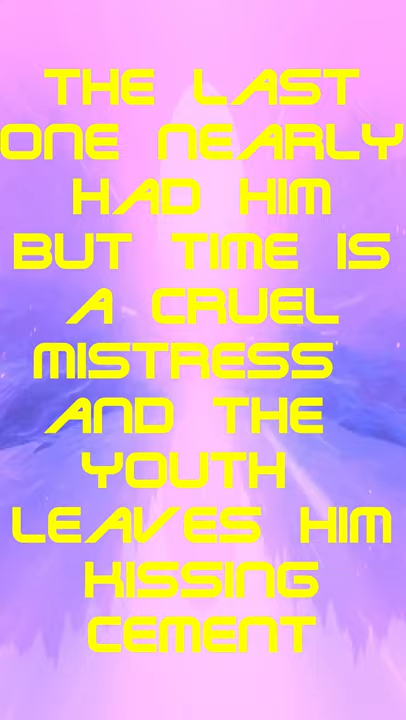 THE LAST
ONE NEARLY
HAD HIM
BUT TIME IS
A CRUEL
MISTRESS
AND THE
YOUTH
LEAVES HIM
KISSING
CEMENT